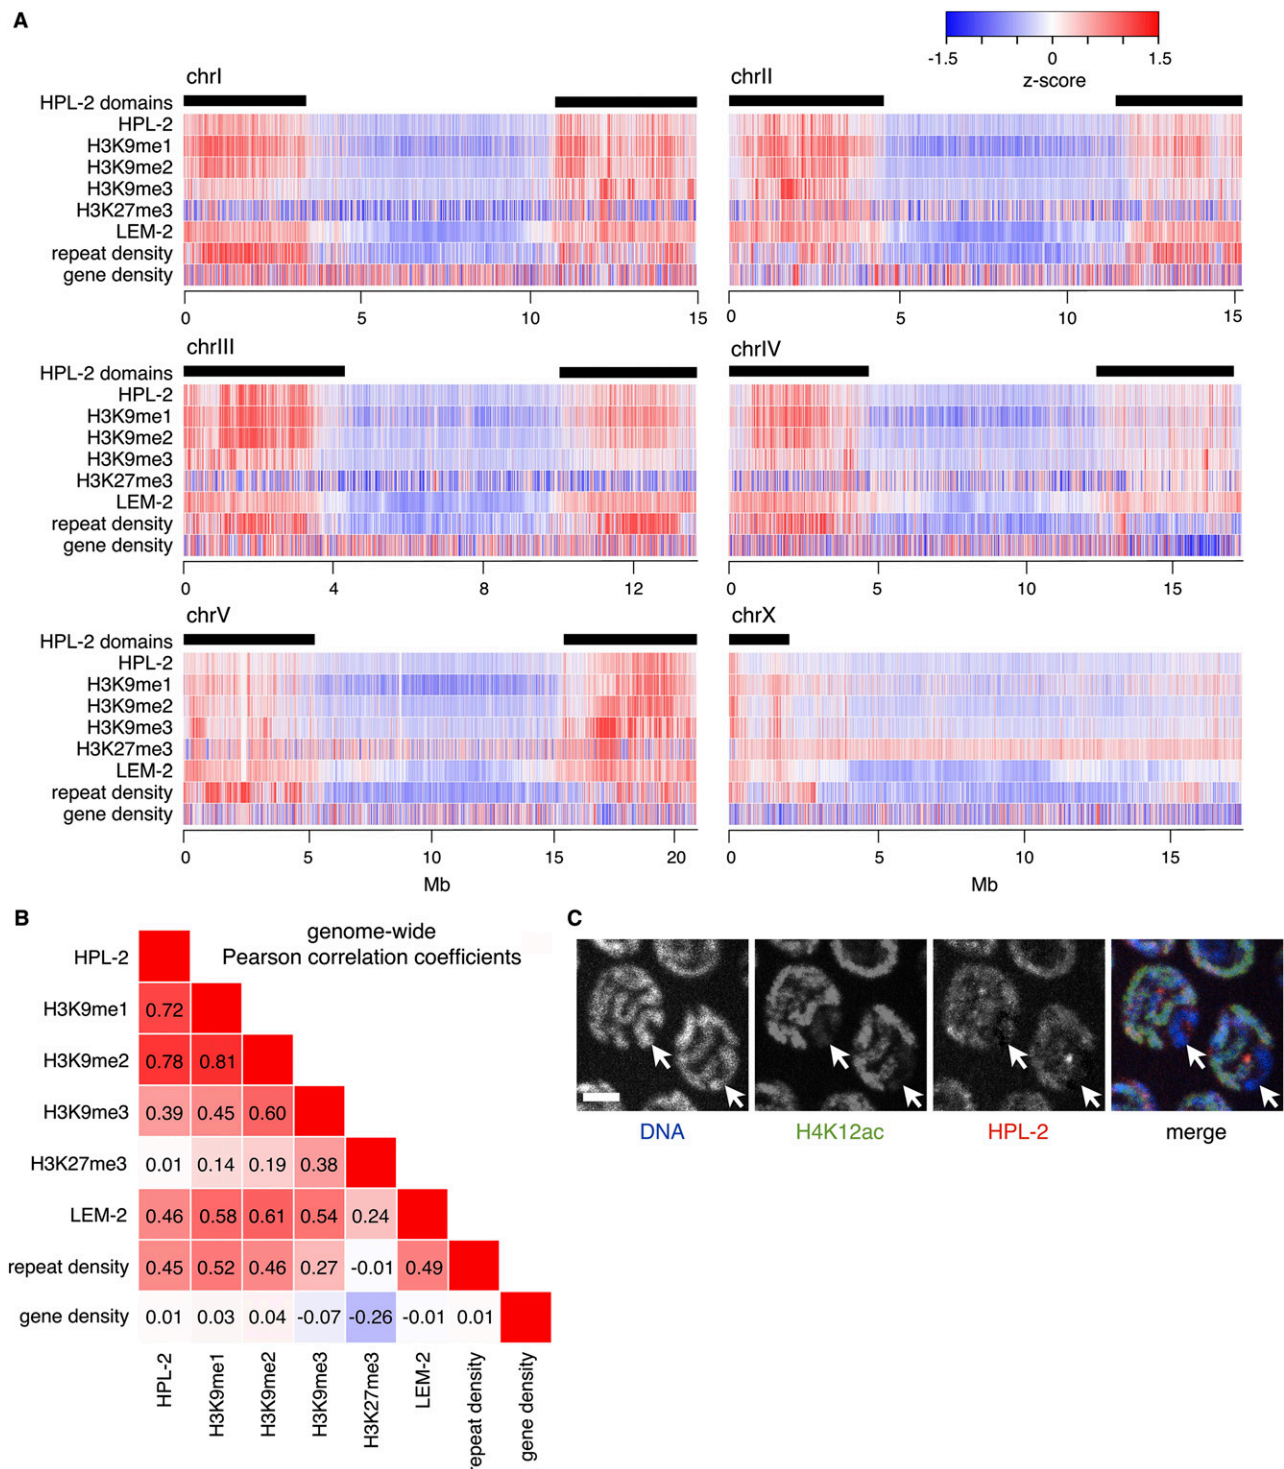 A
-1.5 0 1.5
z-score
chrI
HPL-2 domains
HPL-2
H3K9me1
H3K9me2
H3K9me3
H3K27me3
LEM-2
repeat density
gene density
0 5 10 15
chrII
0 5 10 15
chrIII
HPL-2 domains
HPL-2
H3K9me1
H3K9me2
H3K9me3
H3K27me3
LEM-2
repeat density
gene density
0 4 8 12
chrIV
0 5 10 15
chrV
HPL-2 domains
HPL-2
H3K9me1
H3K9me2
H3K9me3
H3K27me3
LEM-2
repeat density
gene density
0 5 10 15 20
Mb
chrX
0 5 10 15
Mb
B
genome-wide
Pearson correlation coefficients
HPL-2
H3K9me1 0.72
H3K9me2 0.78 0.81
H3K9me3 0.39 0.45 0.60
H3K27me3 0.01 0.14 0.19 0.38
LEM-2 0.46 0.58 0.61 0.54 0.24
repeat density 0.45 0.52 0.46 0.27 -0.01 0.49
gene density 0.01 0.03 0.04 -0.07 -0.26 -0.01 0.01
HPL-2
H3K9me1
H3K9me2
H3K9me3
H3K27me3
LEM-2
repeat density
gene density
C
DNA H4K12ac HPL-2 merge